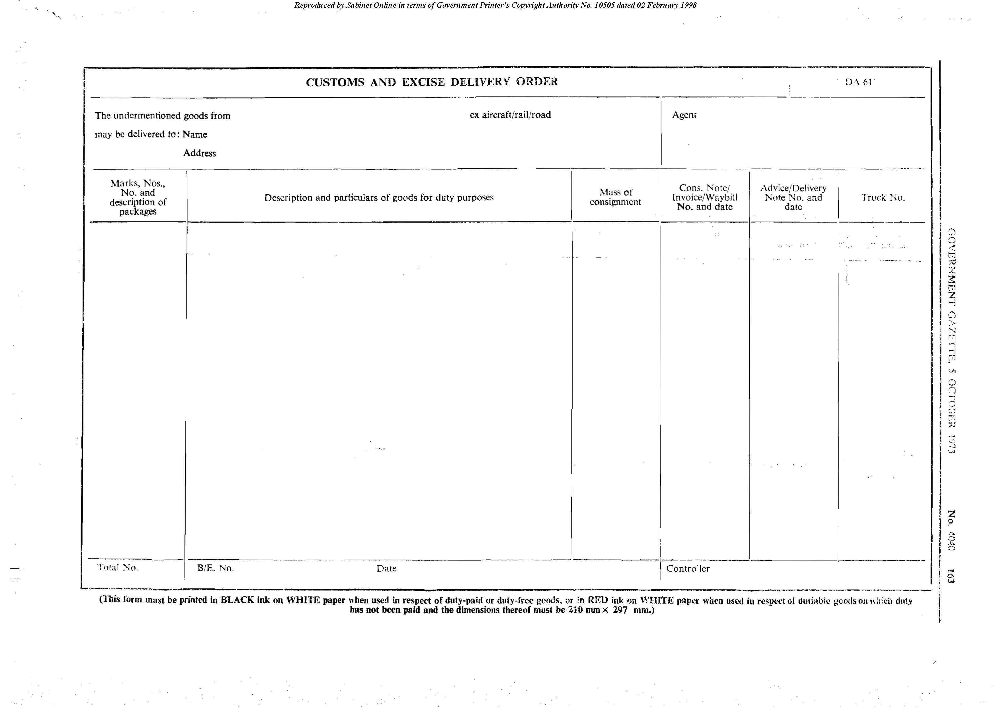 Reproduced by Sabinet Online in terms of Government Printer's Copyright Authority No. 10505 dated 02 February 1998
CUSTOMS AND EXCISE DELIVERY ORDER
DA 61
The undermentioned goods from
ex aircraft/rail/road
Agent
may be delivered to: Name
Address
Marks, Nos.,
No. and
description of
packages
Description and particulars of goods for duty purposes
Mass of
consignment
Cons. Note/
Invoice/Waybill
No. and date
Advice/Delivery
Note No. and
date
Truck No.
Total No.
B/E. No.
Date
Controller
(This form must be printed in BLACK ink on WHITE paper when used in respect of duty-paid or duty-free goods, or in RED ink on WHITE paper when used in respect of dutiable goods on which duty
has not been paid and the dimensions thereof must be 210 mm × 297 mm.)
GOVERNMENT GAZETTE, 5 OCTOBER 1973 No. 4040 163